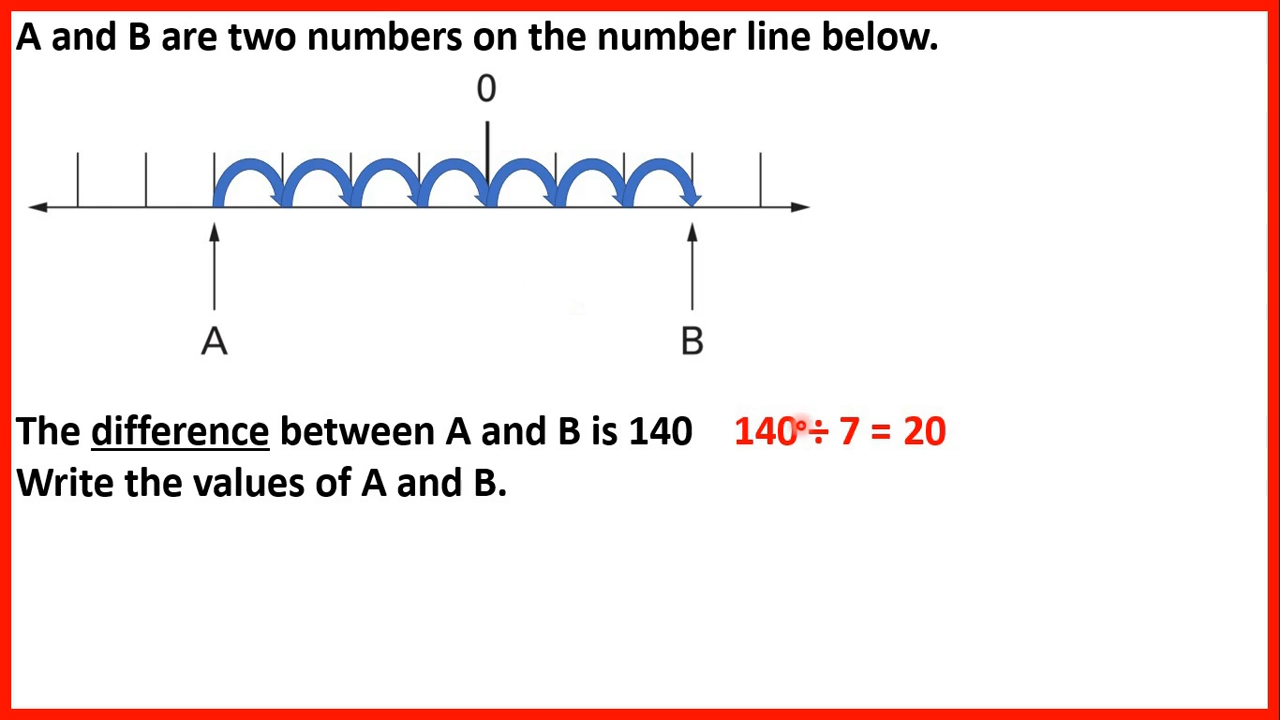 A and B are two numbers on the number line below.
0
A B
The difference between A and B is 140 140 ÷ 7 = 20
Write the values of A and B.